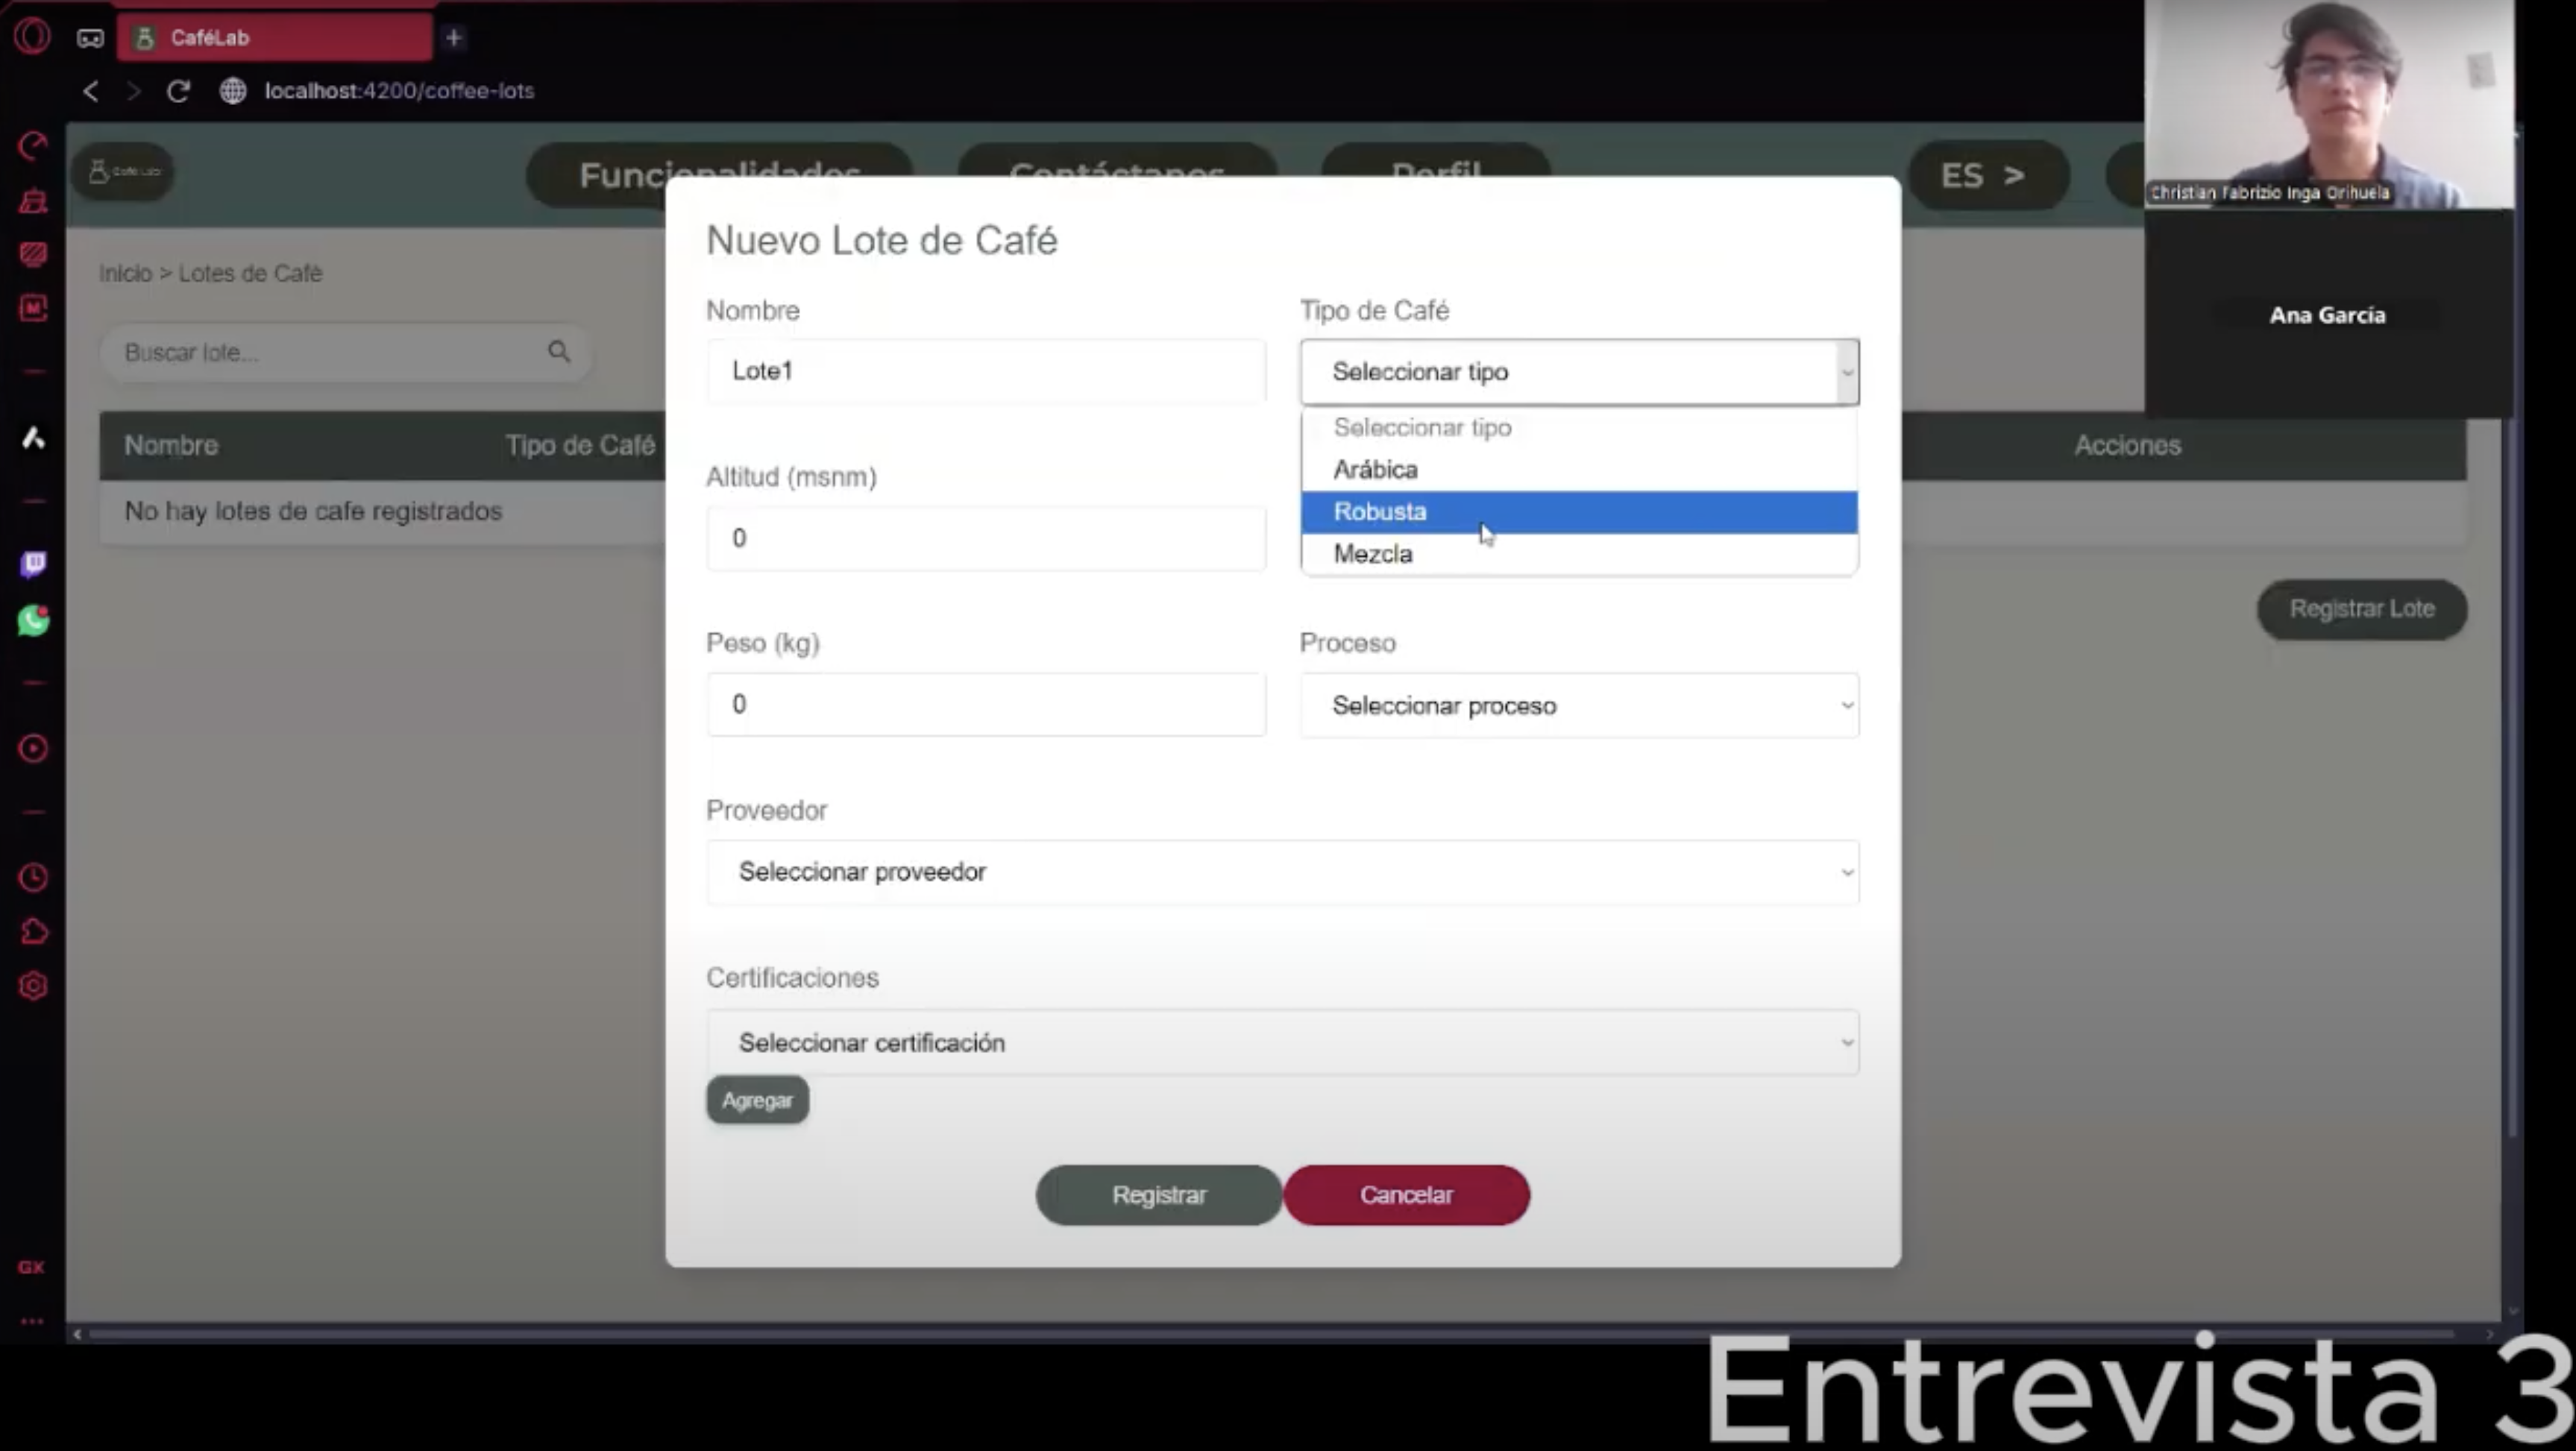 CaféLab
localhost:4200/coffee-lots
Café Lab
Funcionalidades
Contáctanos
Perfil
ES >
Christian Fabrizio Inga Orihuela
Ana García
Inicio > Lotes de Café
Buscar lote...
Nombre
Tipo de Café
Acciones
No hay lotes de cafe registrados
Registrar Lote
Nuevo Lote de Café
Nombre
Tipo de Café
Lote1
Seleccionar tipo
Seleccionar tipo
Arábica
Robusta
Mezcla
Altitud (msnm)
0
Peso (kg)
Proceso
0
Seleccionar proceso
Proveedor
Seleccionar proveedor
Certificaciones
Seleccionar certificación
Agregar
Registrar
Cancelar
GX
Entrevista 3